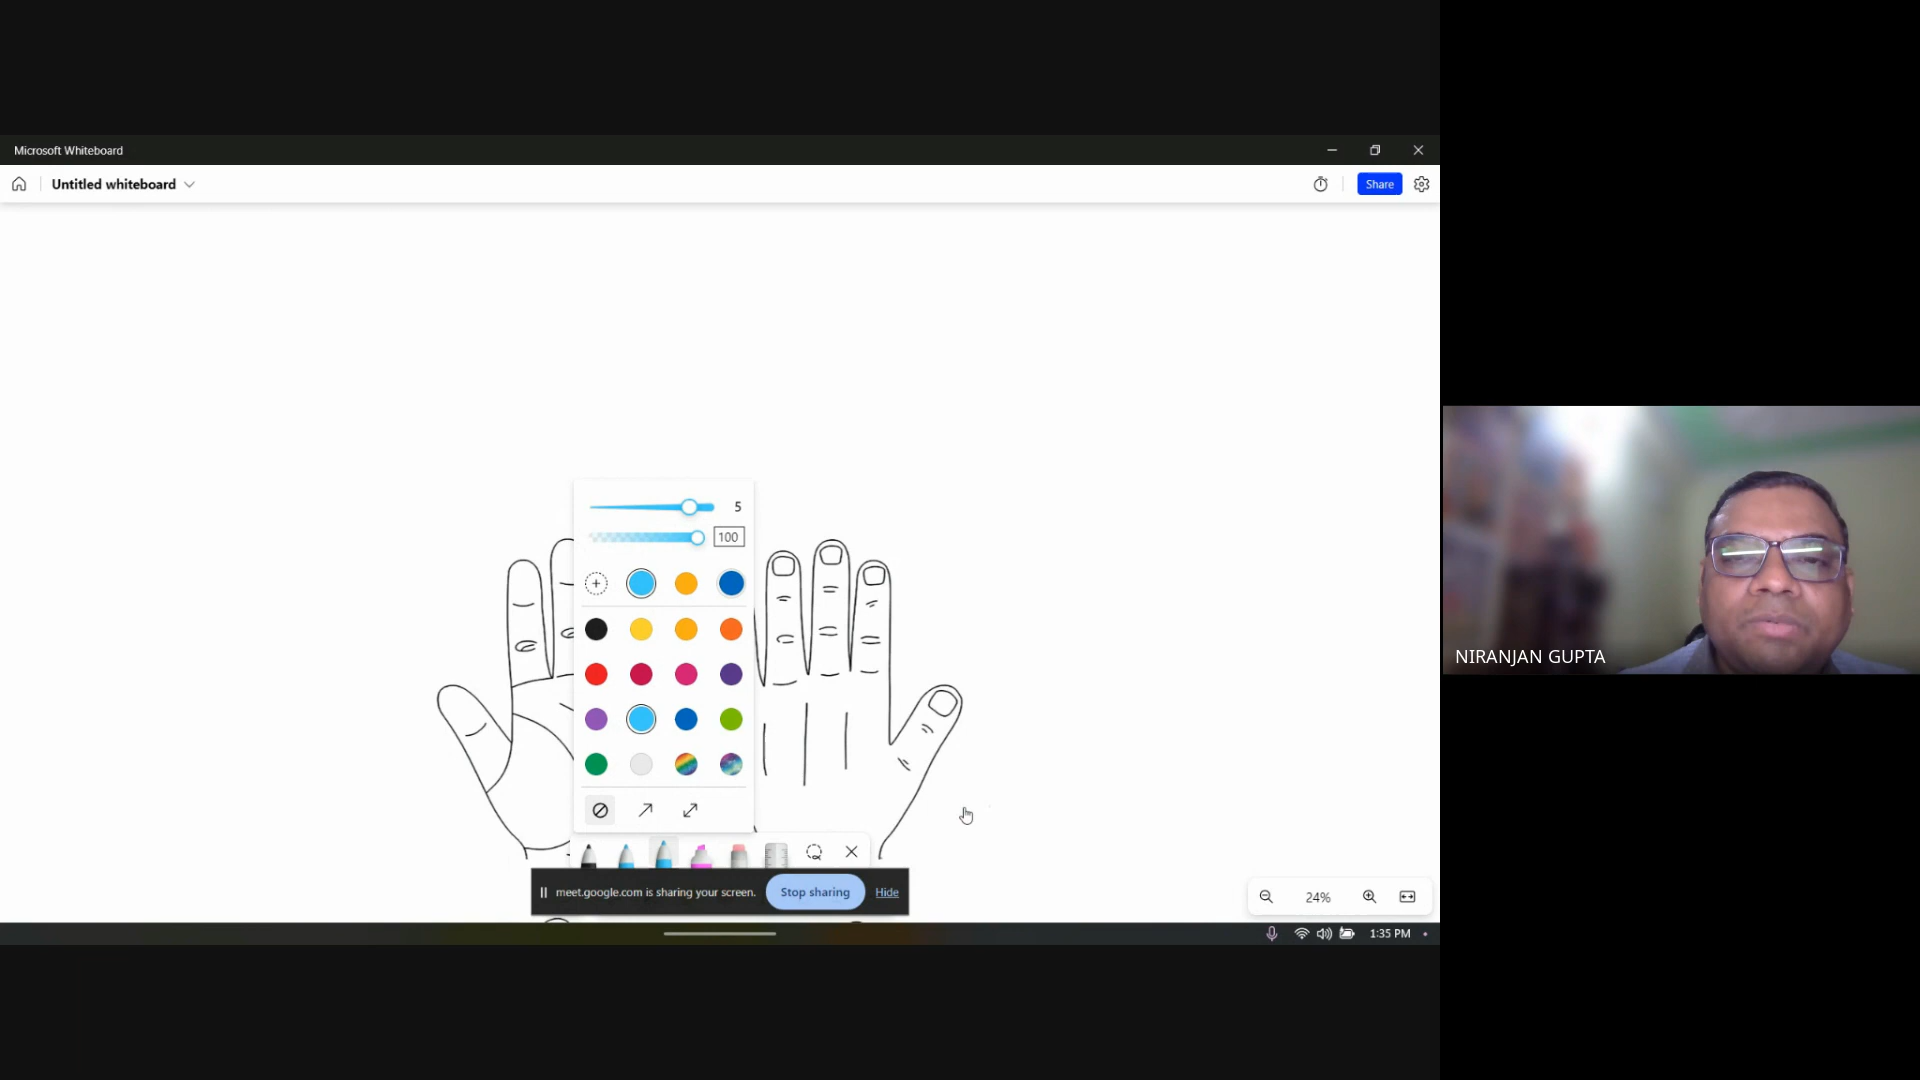 Microsoft Whiteboard
Untitled whiteboard
Share
5
100
NIRANJAN GUPTA
meet.google.com is sharing your screen.
Stop sharing
Hide
24%
1:35 PM